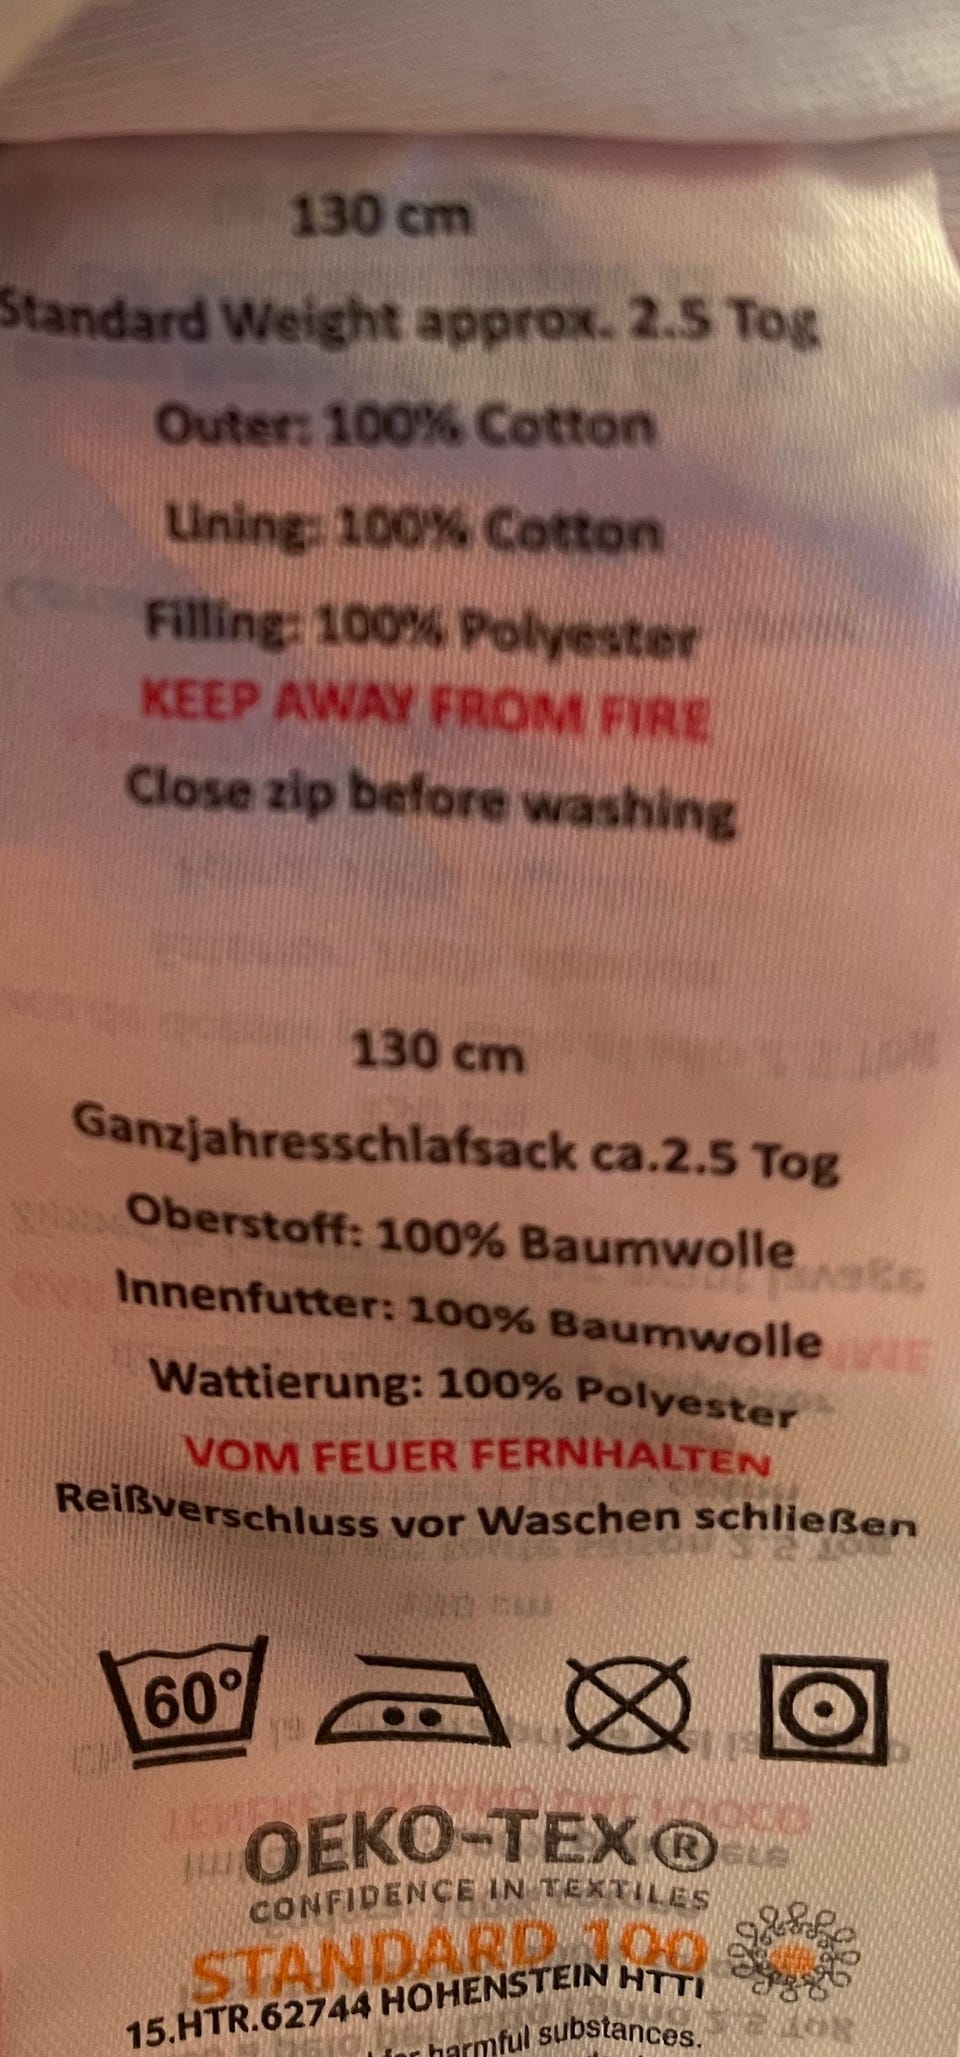 130 cm
Standard Weight approx. 2.5 Tog
Outer: 100% Cotton
Lining: 100% Cotton
Filling: 100% Polyester
KEEP AWAY FROM FIRE
Close zip before washing
130 cm
Ganzjahresschlafsack ca.2.5 Tog
Oberstoff: 100% Baumwolle
Innenfutter: 100% Baumwolle
Wattierung: 100% Polyester
VOM FEUER FERNHALTEN
Reißverschluss vor Waschen schließen
60°
OEKO-TEX®
CONFIDENCE IN TEXTILES
STANDARD 100
15.HTR.62744 HOHENSTEIN HTTI
for harmful substances.